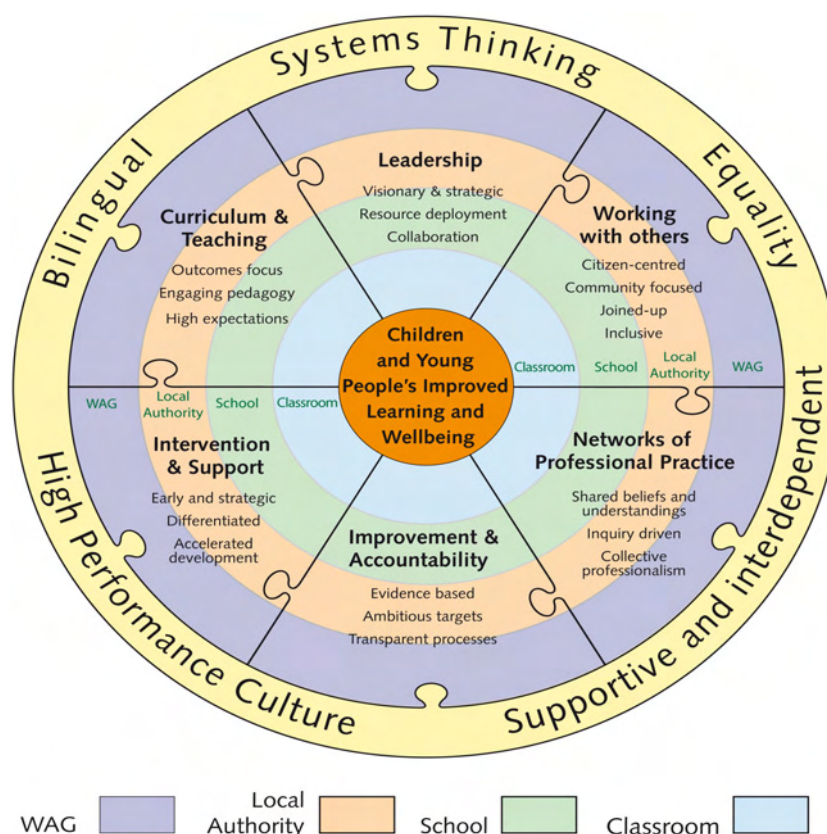 Systems Thinking
Bilingual
Equality
Leadership
Visionary & strategic
Resource deployment
Collaboration
Curriculum &
Teaching
Outcomes focus
Engaging pedagogy
High expectations
Working
with others
Citizen-centred
Community focused
Joined-up
Inclusive
Children
and Young
People's Improved
Learning and
Wellbeing
Classroom
School
Local
Authority
WAG
WAG
Local
Authority
School
Classroom
Intervention
& Support
Early and strategic
Differentiated
Accelerated
development
Networks of
Professional Practice
Shared beliefs and
understandings
Inquiry driven
Collective
professionalism
Improvement &
Accountability
Evidence based
Ambitious targets
Transparent processes
High Performance Culture
Supportive and interdependent
WAG
Local
Authority
School
Classroom